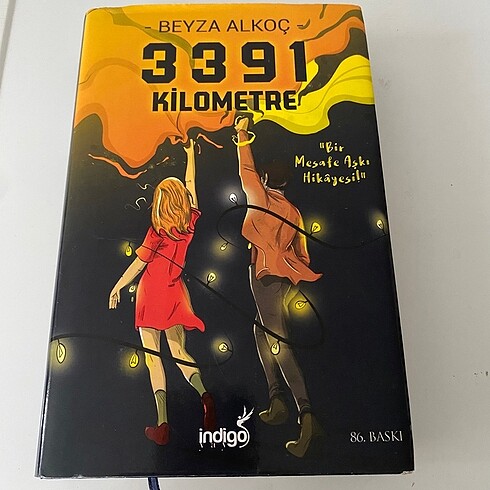 - BEYZA ALKOÇ -
3391
KİLOMETRE
"Bir
Mesafe Aşkı
Hikâyesi!"
indigo
86. BASKI